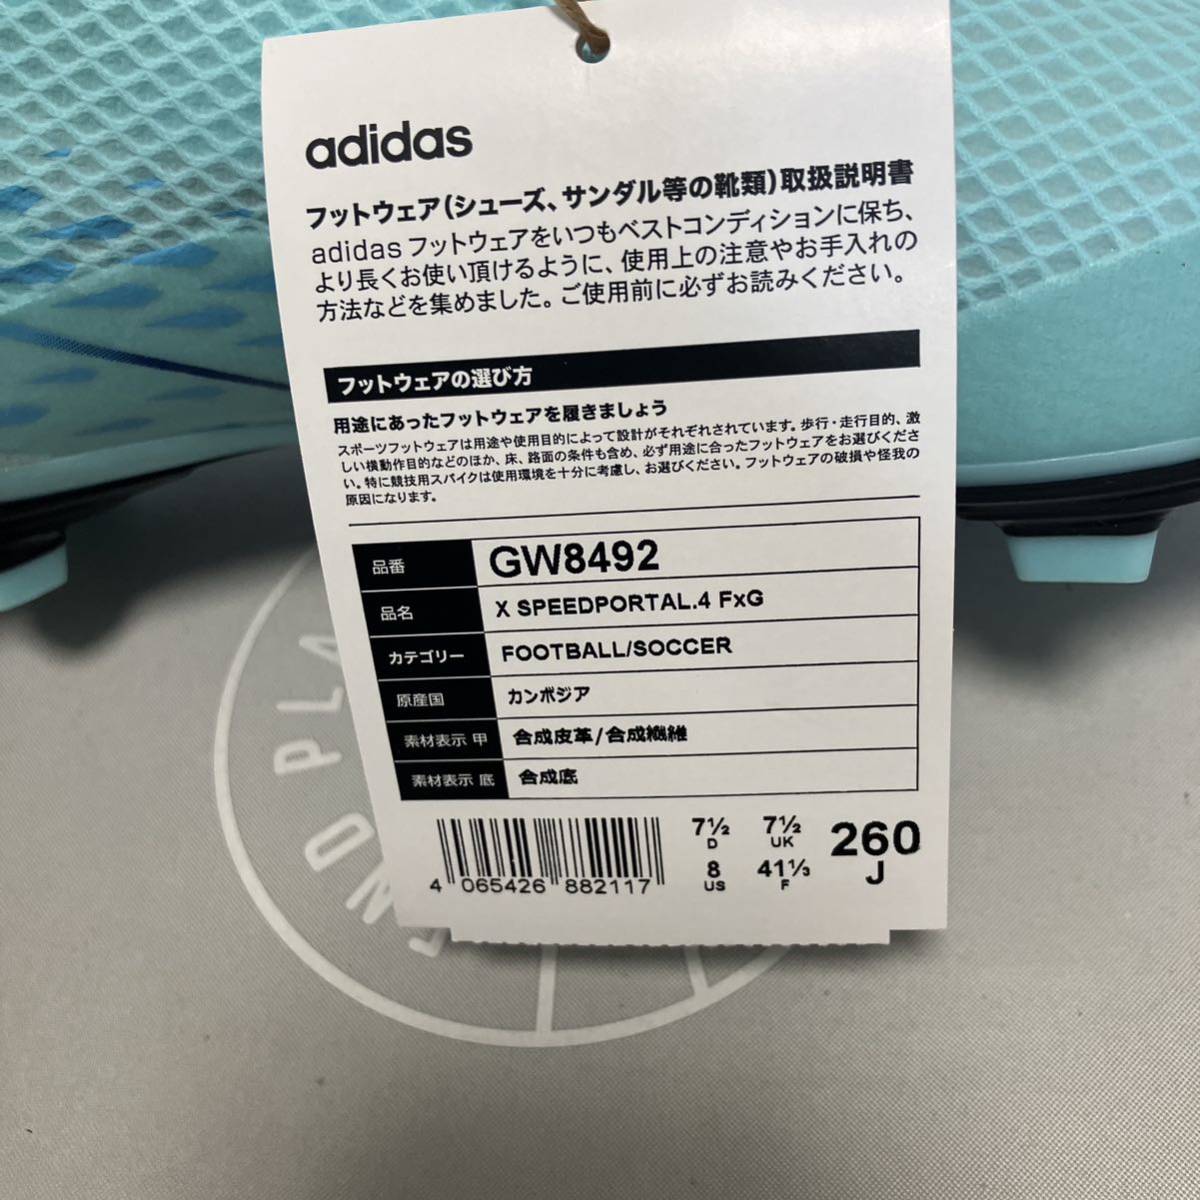 adidas
フットウェア(シューズ、サンダル等の靴類)取扱説明書
adidasフットウェアをいつもベストコンディションに保ち、
より長くお使い頂けるように、使用上の注意やお手入れの
方法などを集めました。ご使用前に必ずお読みください。
フットウェアの選び方
用途にあったフットウェアを履きましょう
スポーツフットウェアは用途や使用目的によって設計がそれぞれされています。歩行・走行目的、激
しい横動作目的などのほか、床、路面の条件も含め、必ず用途に合ったフットウェアをお選びくださ
い。特に競技用スパイクは使用環境を十分に考慮し、お選びください。フットウェアの破損や怪我の
原因になります。
品番 GW8492
品名 X SPEEDPORTAL.4 FxG
カテゴリー FOOTBALL/SOCCER
原産国 カンボジア
素材表示 甲 合成皮革/合成繊維
素材表示 底 合成底
4 065426 882117
7½ D 7½ UK 260 J
8 US 41⅓ F
ND PLA